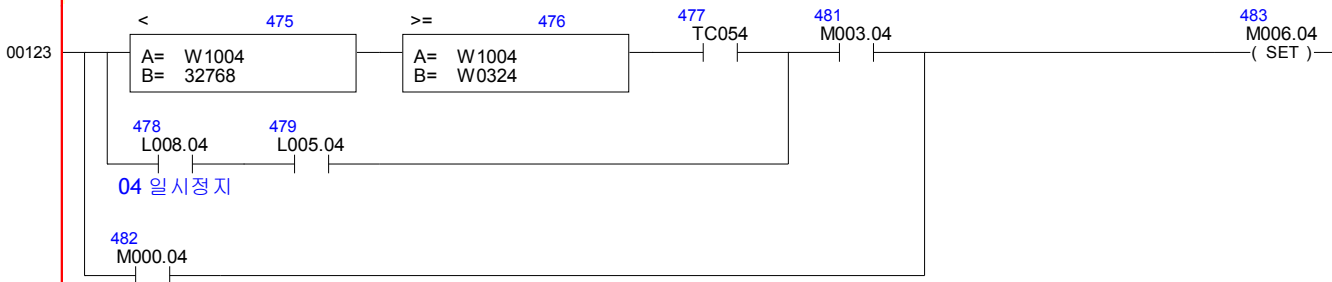 < 475 >= 476 477 481 483
TC054 M003.04 M006.04
00123 A= W1004 A= W1004 ( SET )
B= 32768 B= W0324
478 479
L008.04 L005.04
04 일시정지
482
M000.04